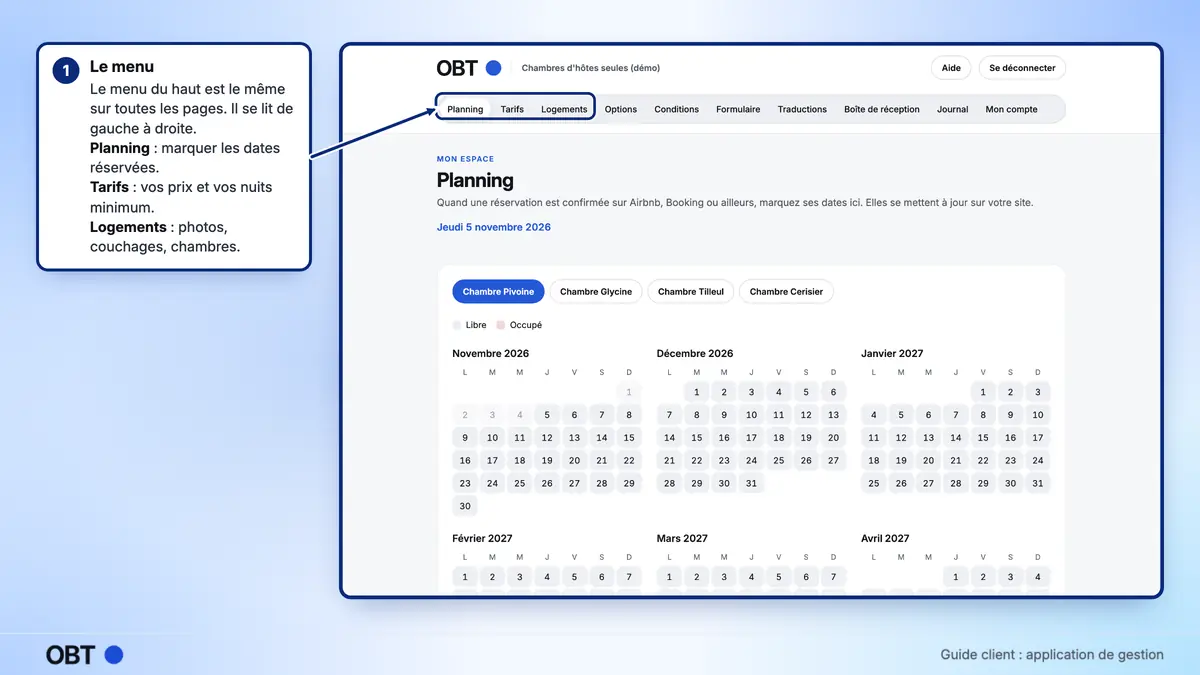 1
Le menu
Le menu du haut est le même
sur toutes les pages. Il se lit de
gauche à droite.
Planning : marquer les dates
réservées.
Tarifs : vos prix et vos nuits
minimum.
Logements : photos,
couchages, chambres.
OBT
Chambres d'hôtes seules (démo)
Aide
Se déconnecter
Planning Tarifs Logements Options Conditions Formulaire Traductions Boîte de réception Journal Mon compte
MON ESPACE
Planning
Quand une réservation est confirmée sur Airbnb, Booking ou ailleurs, marquez ses dates ici. Elles se mettent à jour sur votre site.
Jeudi 5 novembre 2026
Chambre Pivoine Chambre Glycine Chambre Tilleul Chambre Cerisier
Libre Occupé
Novembre 2026
L M M J V S D
1
2 3 4 5 6 7 8
9 10 11 12 13 14 15
16 17 18 19 20 21 22
23 24 25 26 27 28 29
30
Décembre 2026
L M M J V S D
1 2 3 4 5 6
7 8 9 10 11 12 13
14 15 16 17 18 19 20
21 22 23 24 25 26 27
28 29 30 31
Janvier 2027
L M M J V S D
1 2 3
4 5 6 7 8 9 10
11 12 13 14 15 16 17
18 19 20 21 22 23 24
25 26 27 28 29 30 31
Février 2027
L M M J V S D
1 2 3 4 5 6 7
Mars 2027
L M M J V S D
1 2 3 4 5 6 7
Avril 2027
L M M J V S D
1 2 3 4
OBT
Guide client : application de gestion